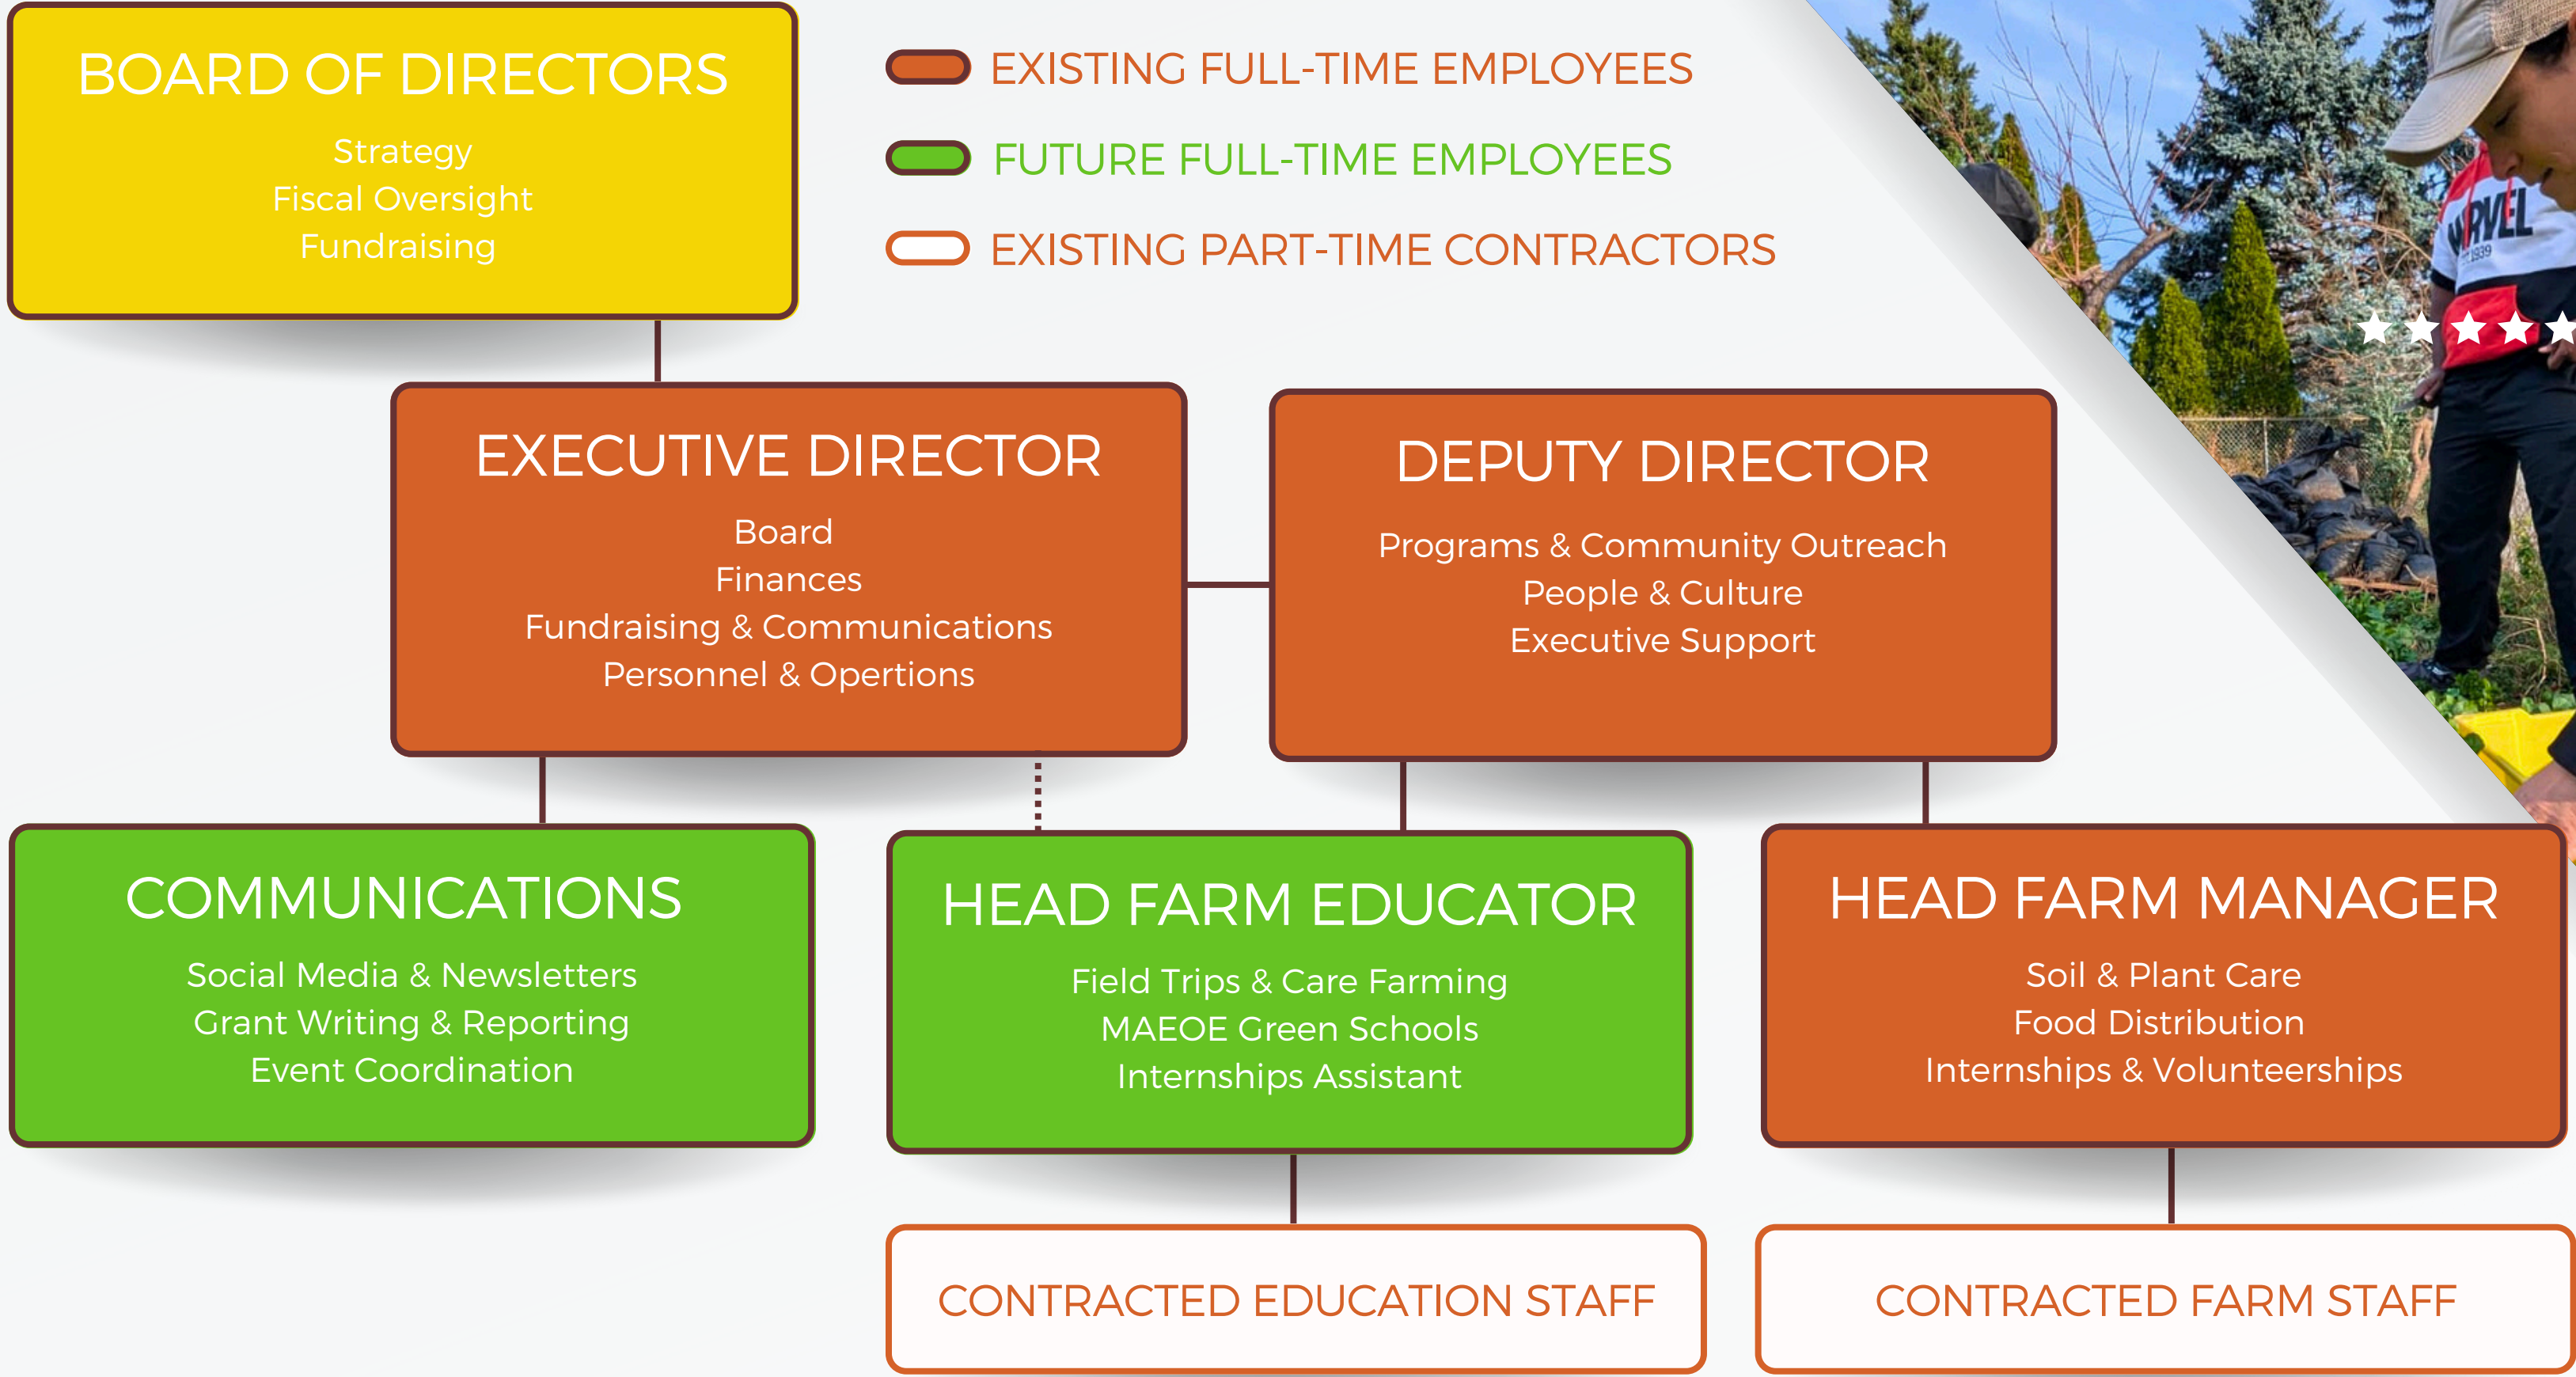 BOARD OF DIRECTORS
Strategy
Fiscal Oversight
Fundraising
EXISTING FULL-TIME EMPLOYEES
FUTURE FULL-TIME EMPLOYEES
EXISTING PART-TIME CONTRACTORS
EXECUTIVE DIRECTOR
Board
Finances
Fundraising & Communications
Personnel & Opertions
DEPUTY DIRECTOR
Programs & Community Outreach
People & Culture
Executive Support
COMMUNICATIONS
Social Media & Newsletters
Grant Writing & Reporting
Event Coordination
HEAD FARM EDUCATOR
Field Trips & Care Farming
MAEOE Green Schools
Internships Assistant
HEAD FARM MANAGER
Soil & Plant Care
Food Distribution
Internships & Volunteerships
CONTRACTED EDUCATION STAFF
CONTRACTED FARM STAFF
1939